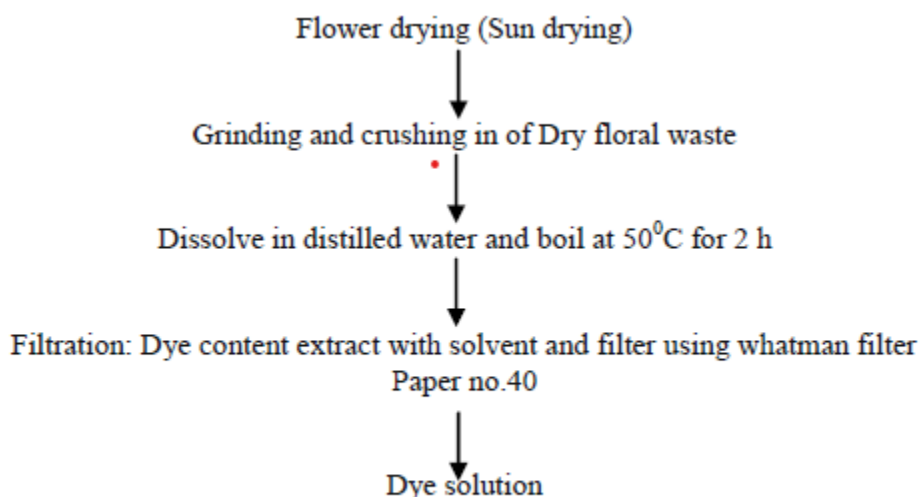 Flower drying (Sun drying)
Grinding and crushing in of Dry floral waste
Dissolve in distilled water and boil at 50⁰C for 2 h
Filtration: Dye content extract with solvent and filter using whatman filter
Paper no.40
Dye solution